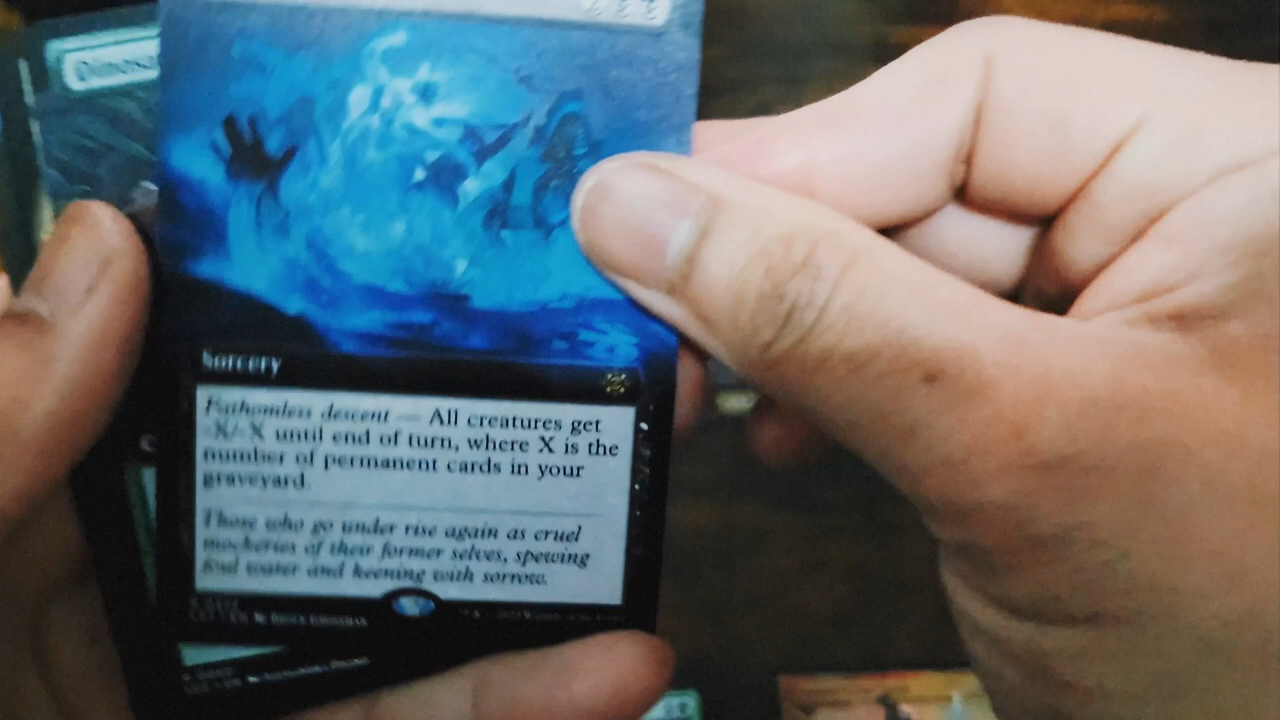 Dinosa
Sorcery
Fathomless descent — All creatures get
-X/-X until end of turn, where X is the
number of permanent cards in your
graveyard.
Those who go under rise again as cruel
mockeries of their former selves, spewing
foul water and keening with sorrow.